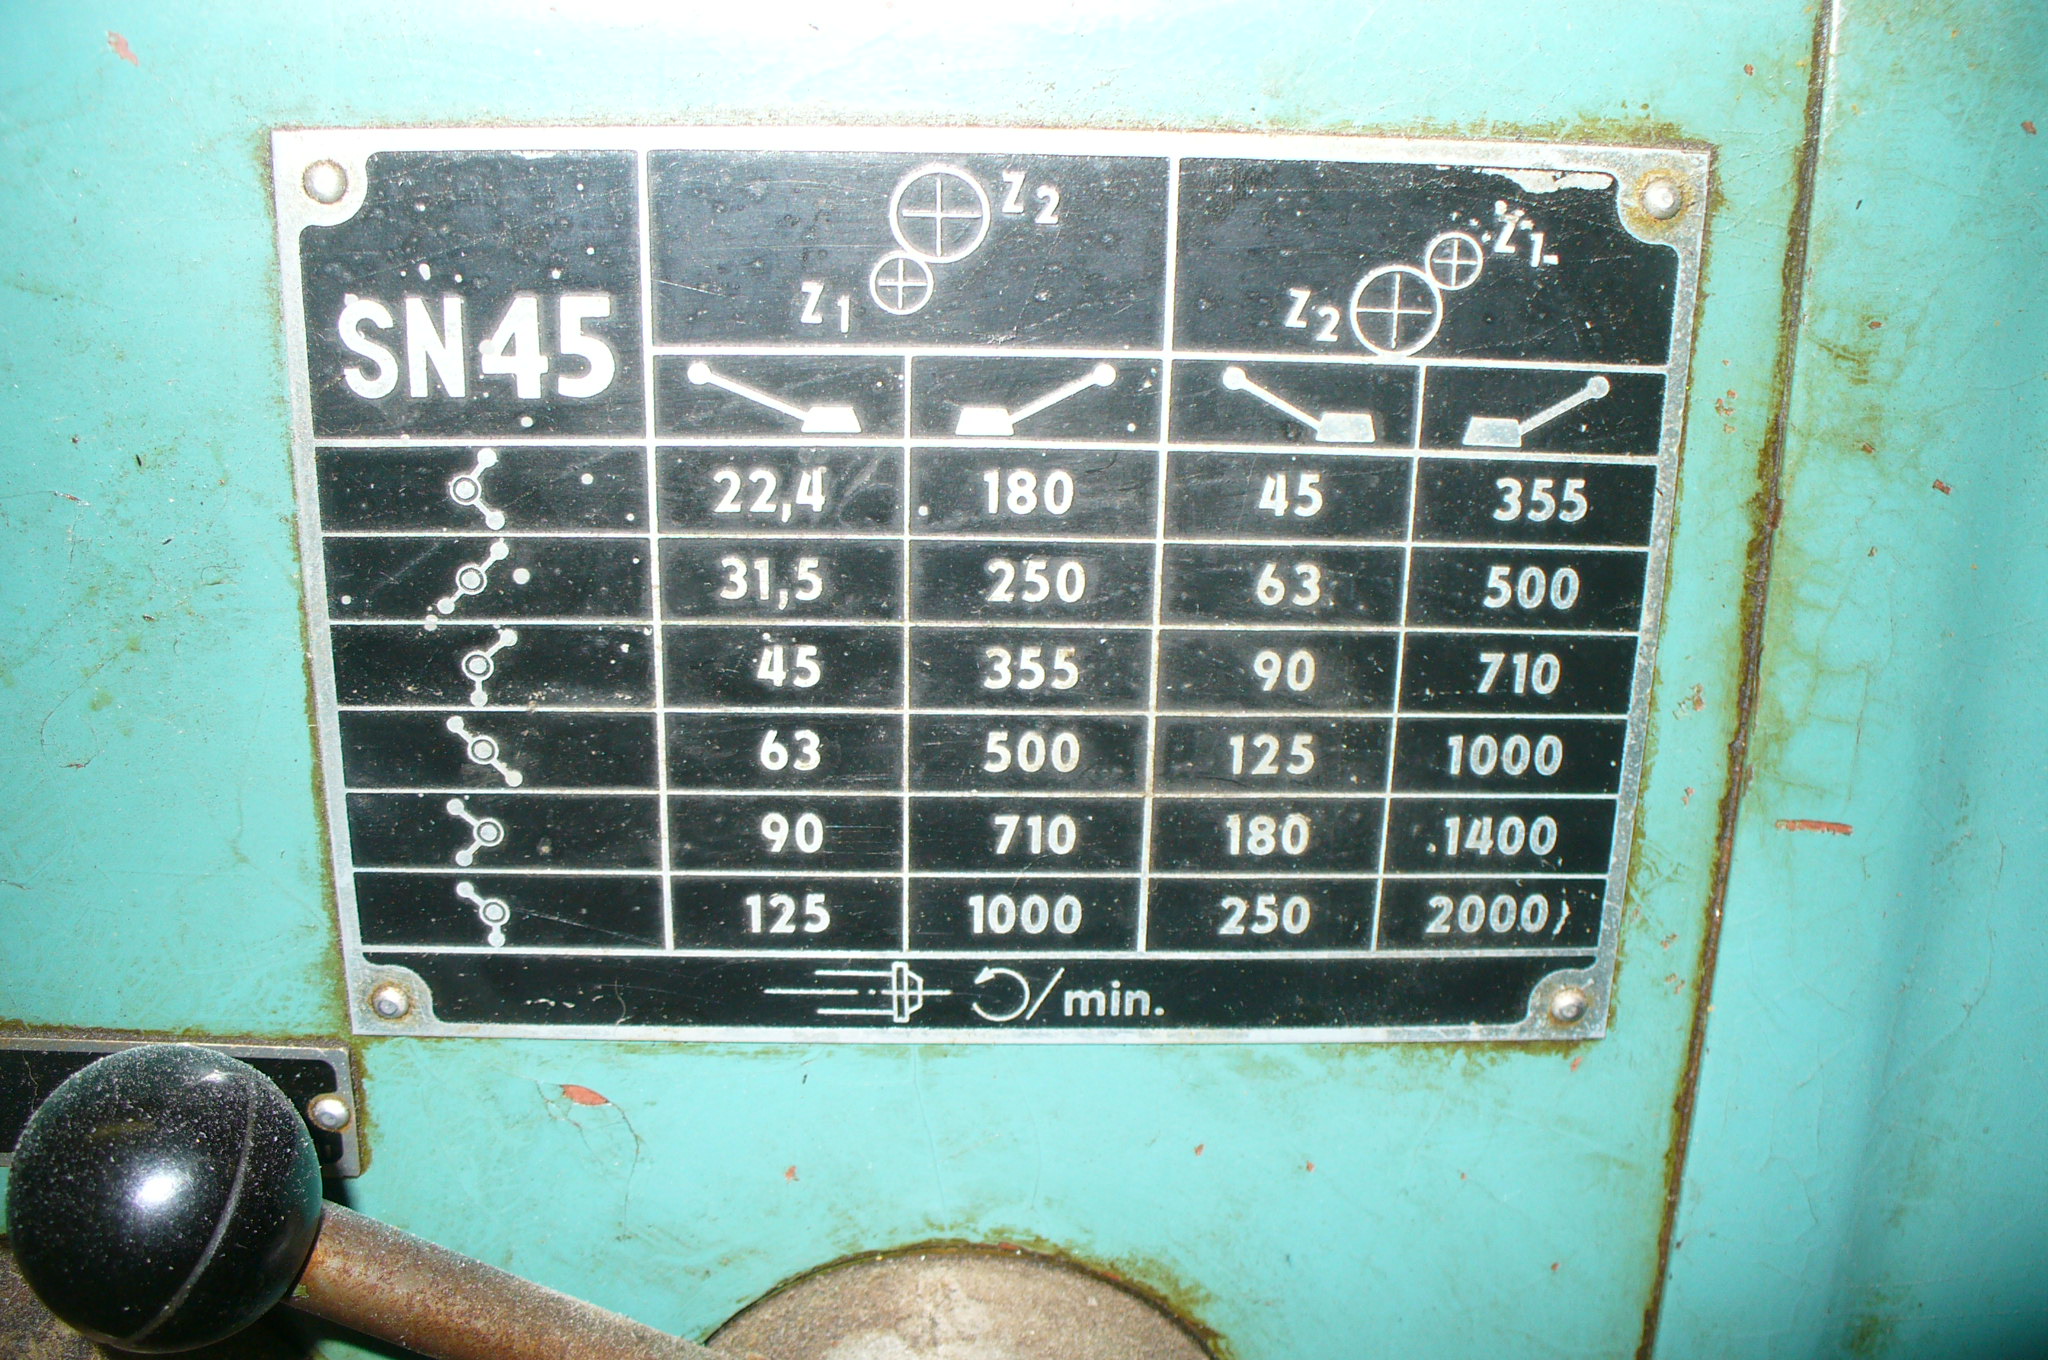 Z2
Z1
Z1
Z2
SN45
22,4 180 45 355
31,5 250 63 500
45 355 90 710
63 500 125 1000
90 710 180 1400
125 1000 250 2000
/min.